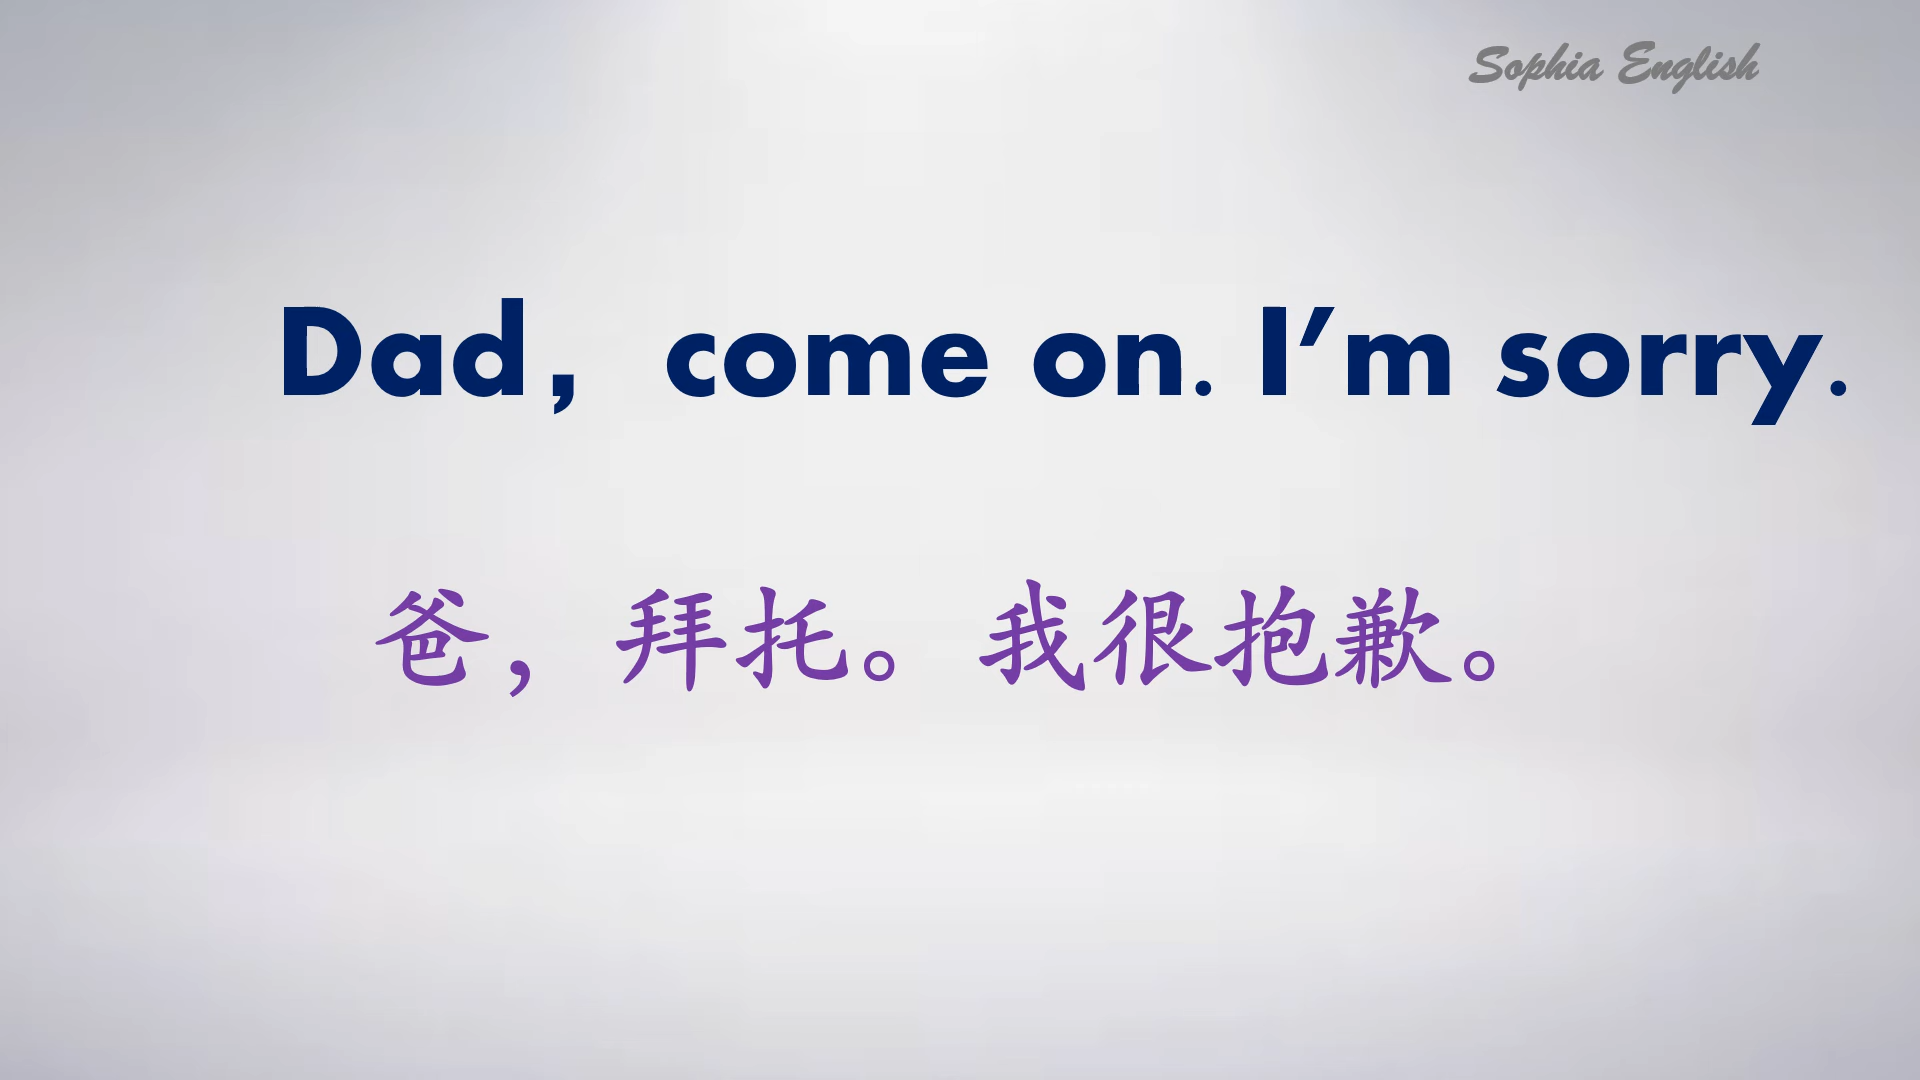 Sophia English
Dad，come on. I’m sorry.
爸，拜托。我很抱歉。